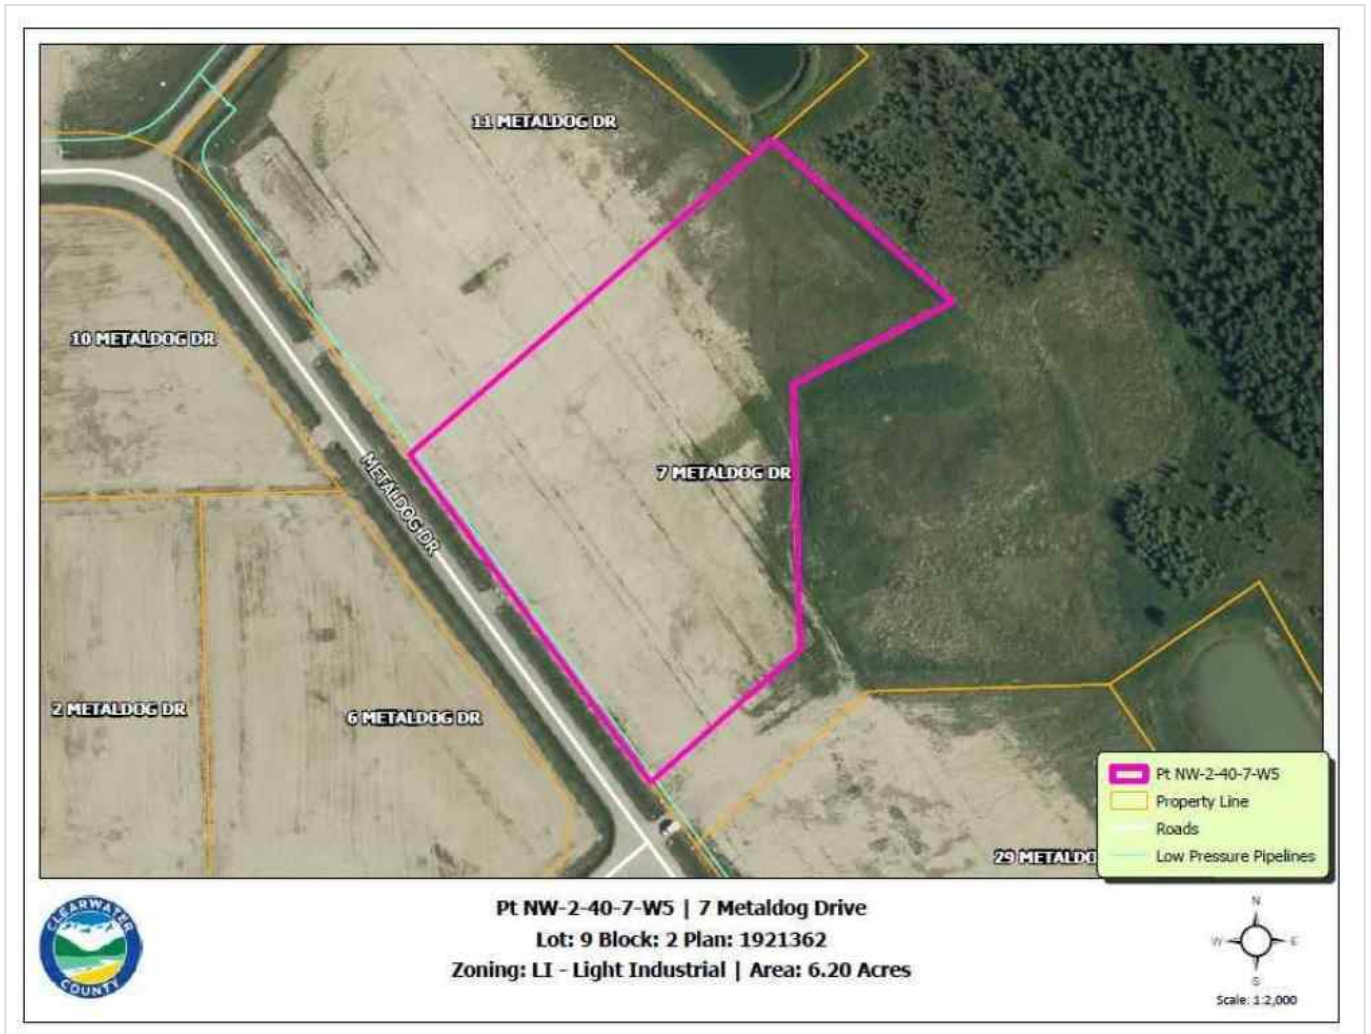 11 METALDOG DR
10 METALDOG DR
METALDOG DR
7 METALDOG DR
2 METALDOG DR
6 METALDOG DR
29 METALDO
Pt NW-2-40-7-W5
Property Line
Roads
Low Pressure Pipelines
CLEARWATER
COUNTY
Pt NW-2-40-7-W5 | 7 Metaldog Drive
Lot: 9 Block: 2 Plan: 1921362
Zoning: LI - Light Industrial | Area: 6.20 Acres
N
W E
S
Scale: 1:2,000